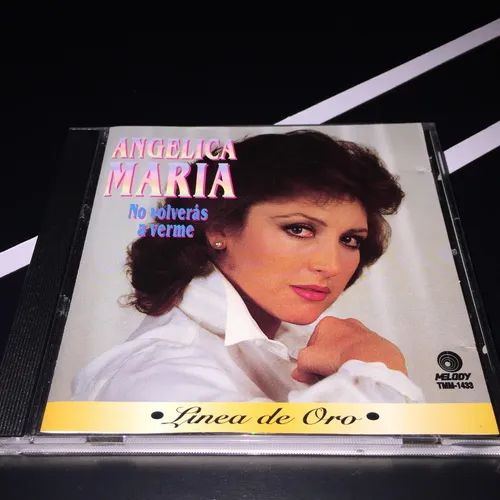 ANGELICA
MARIA
No volverás
a verme
MELODY
TMM-1433
• Linea de Oro •